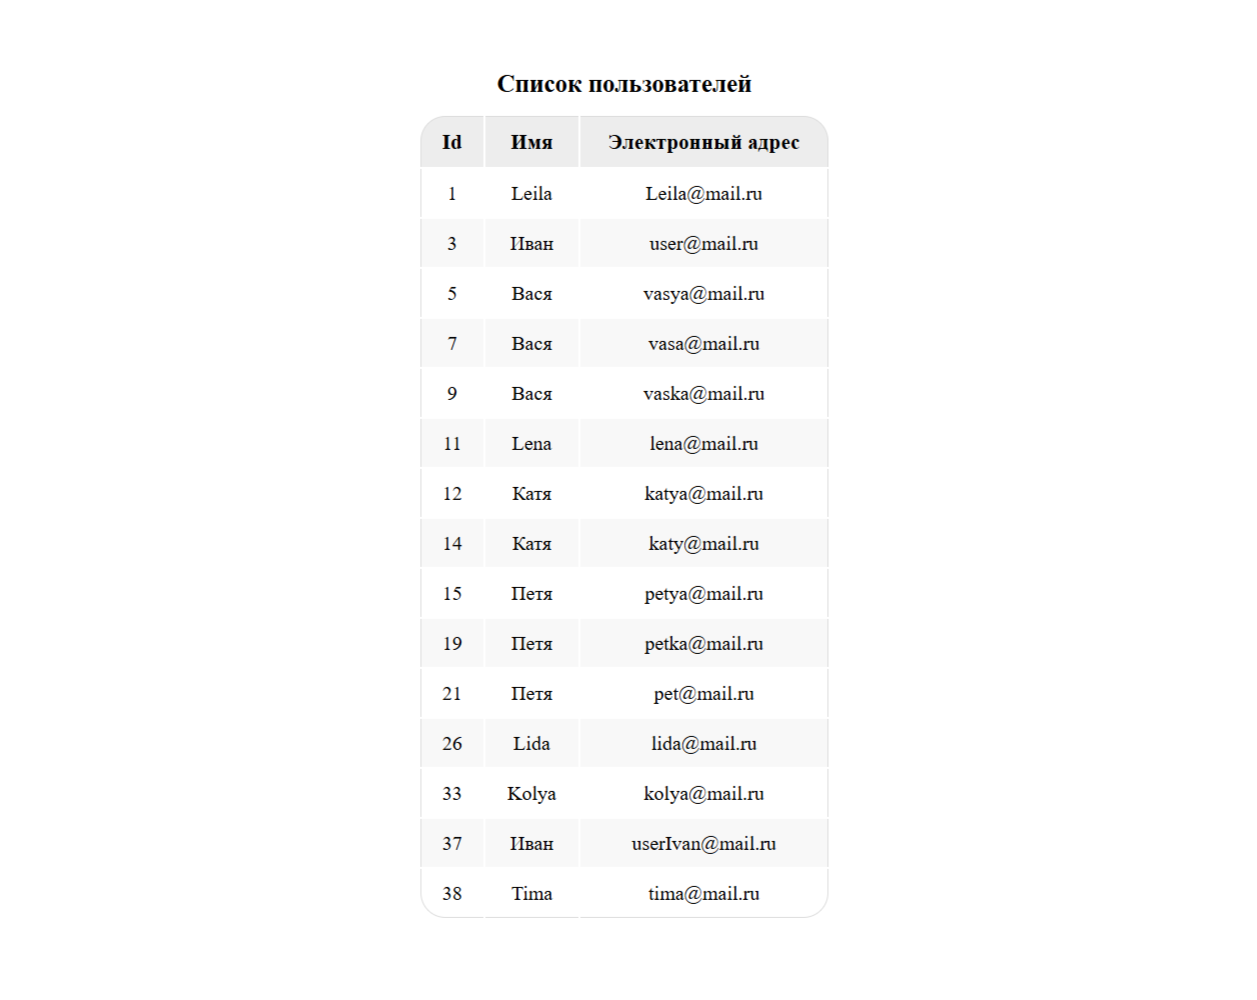 Список пользователей
Id Имя Электронный адрес
1 Leila Leila@mail.ru
3 Иван user@mail.ru
5 Вася vasya@mail.ru
7 Вася vasa@mail.ru
9 Вася vaska@mail.ru
11 Lena lena@mail.ru
12 Катя katya@mail.ru
14 Катя katy@mail.ru
15 Петя petya@mail.ru
19 Петя petka@mail.ru
21 Петя pet@mail.ru
26 Lida lida@mail.ru
33 Kolya kolya@mail.ru
37 Иван userIvan@mail.ru
38 Tima tima@mail.ru